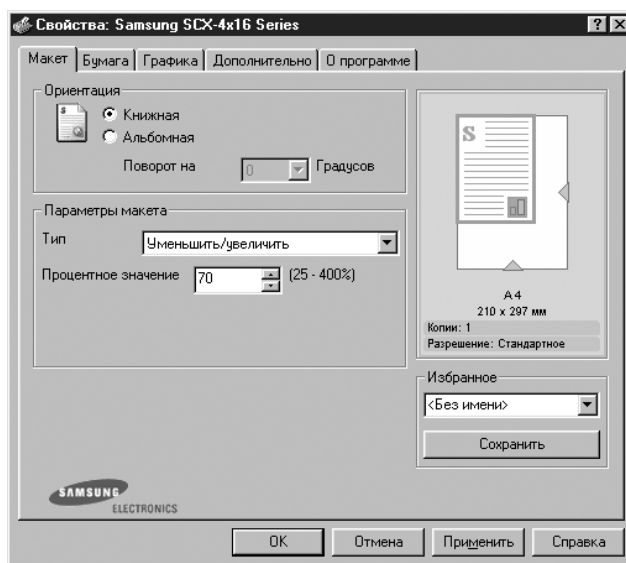 Свойства: Samsung SCX-4x16 Series
Макет Бумага Графика Дополнительно О программе
Ориентация
Книжная
Альбомная
Поворот на 0 Градусов
Параметры макета
Тип Уменьшить/увеличить
Процентное значение 70 (25 - 400%)
S
A4
210 x 297 мм
Копии: 1
Разрешение: Стандартное
Избранное
<Без имени>
Сохранить
SAMSUNG
ELECTRONICS
OK Отмена Применить Справка